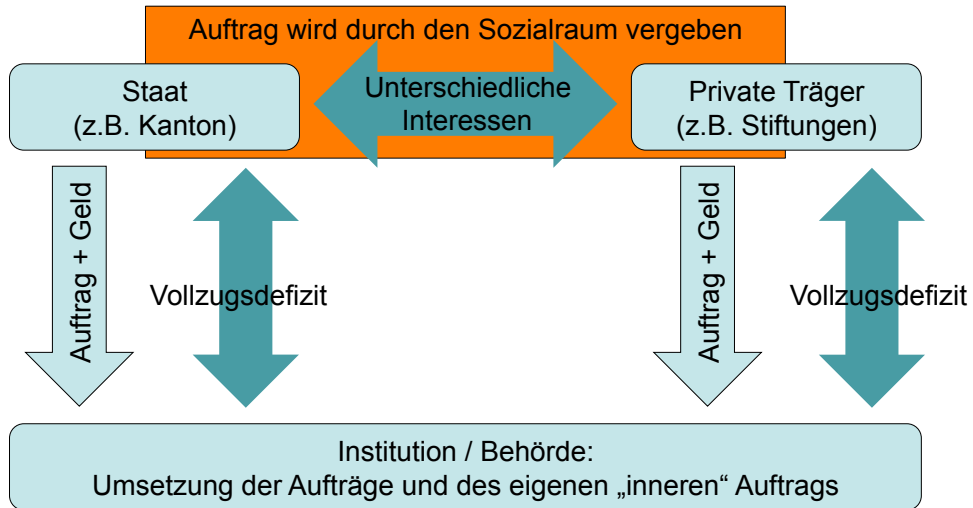 Auftrag wird durch den Sozialraum vergeben
Staat
(z.B. Kanton)
Unterschiedliche
Interessen
Private Träger
(z.B. Stiftungen)
Auftrag + Geld
Vollzugsdefizit
Auftrag + Geld
Vollzugsdefizit
Institution / Behörde:
Umsetzung der Aufträge und des eigenen „inneren“ Auftrags